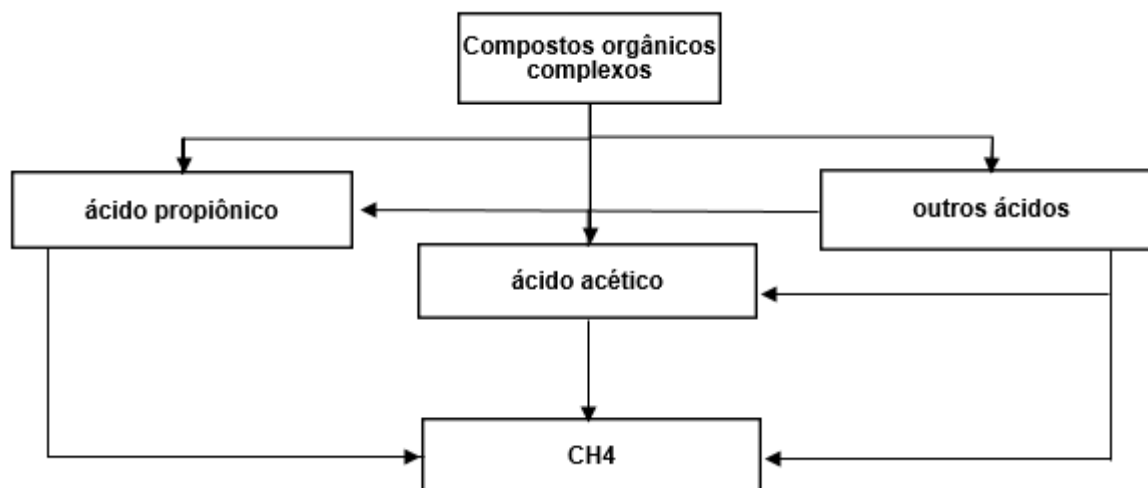 Compostos orgânicos
complexos
ácido propiônico
outros ácidos
ácido acético
CH4